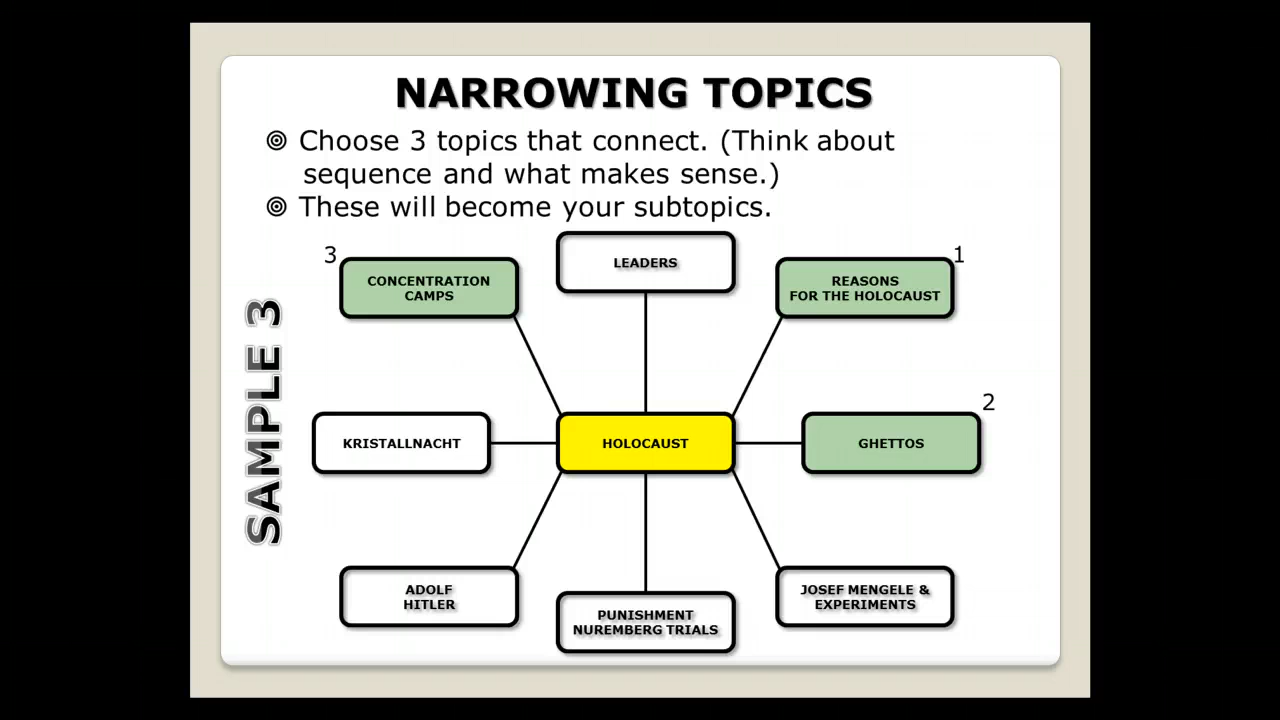 NARROWING TOPICS
Choose 3 topics that connect. (Think about
sequence and what makes sense.)
These will become your subtopics.
SAMPLE 3
LEADERS
3
CONCENTRATION
CAMPS
1
REASONS
FOR THE HOLOCAUST
KRISTALLNACHT
HOLOCAUST
2
GHETTOS
ADOLF
HITLER
PUNISHMENT
NUREMBERG TRIALS
JOSEF MENGELE &
EXPERIMENTS